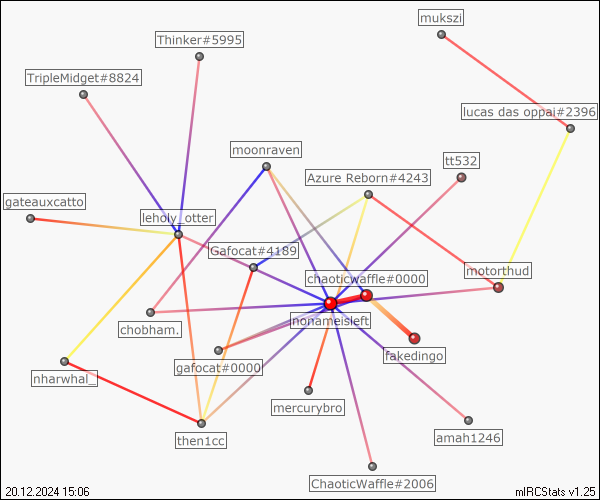 mukszi
Thinker#5995
TripleMidget#8824
lucas das oppai#2396
moonraven
tt532
Azure Reborn#4243
gateauxcatto
leholy_otter
Gafocat#4189
motorthud
chaoticwaffle#0000
nonameisleft
chobham.
fakedingo
gafocat#0000
nharwhal_
mercurybro
then1cc
amah1246
ChaoticWaffle#2006
20.12.2024 15:06
mIRCStats v1.25